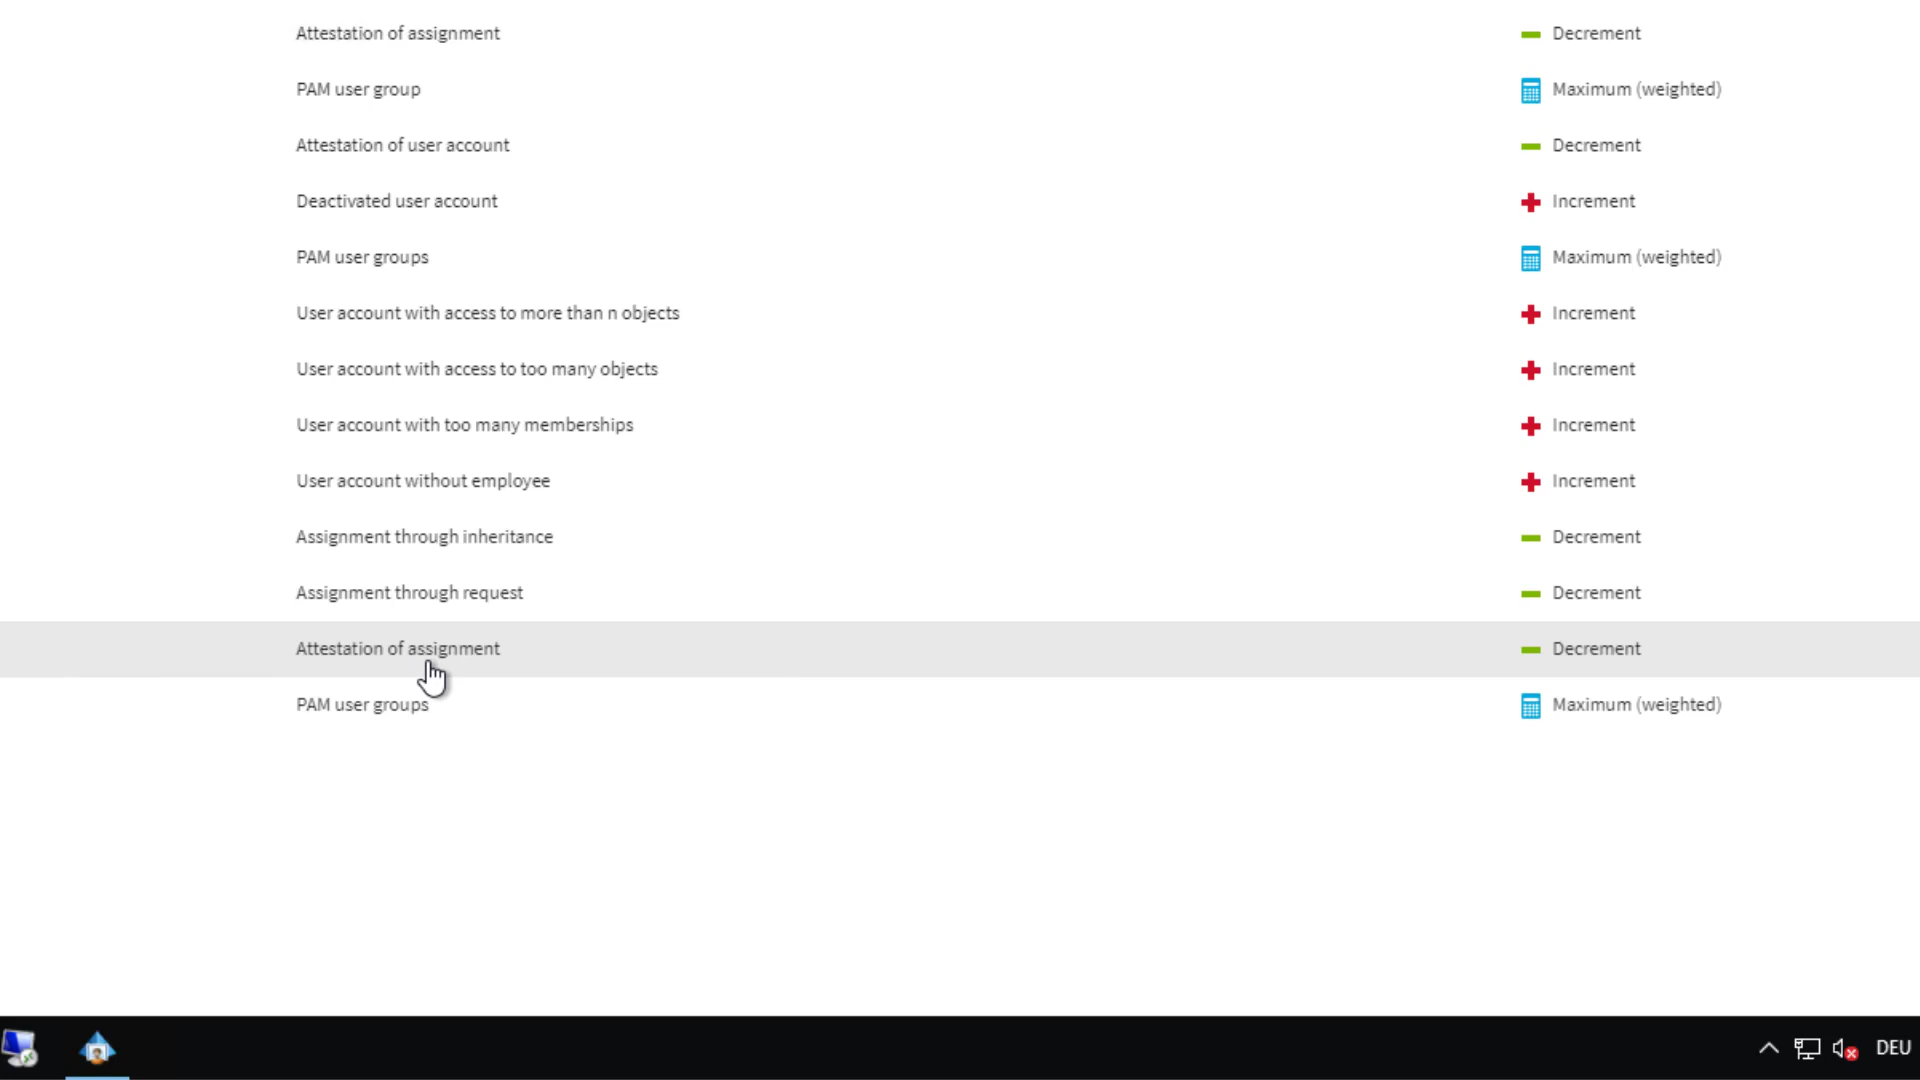 Attestation of assignment Decrement
PAM user group Maximum (weighted)
Attestation of user account Decrement
Deactivated user account Increment
PAM user groups Maximum (weighted)
User account with access to more than n objects Increment
User account with access to too many objects Increment
User account with too many memberships Increment
User account without employee Increment
Assignment through inheritance Decrement
Assignment through request Decrement
Attestation of assignment Decrement
PAM user groups Maximum (weighted)
DEU